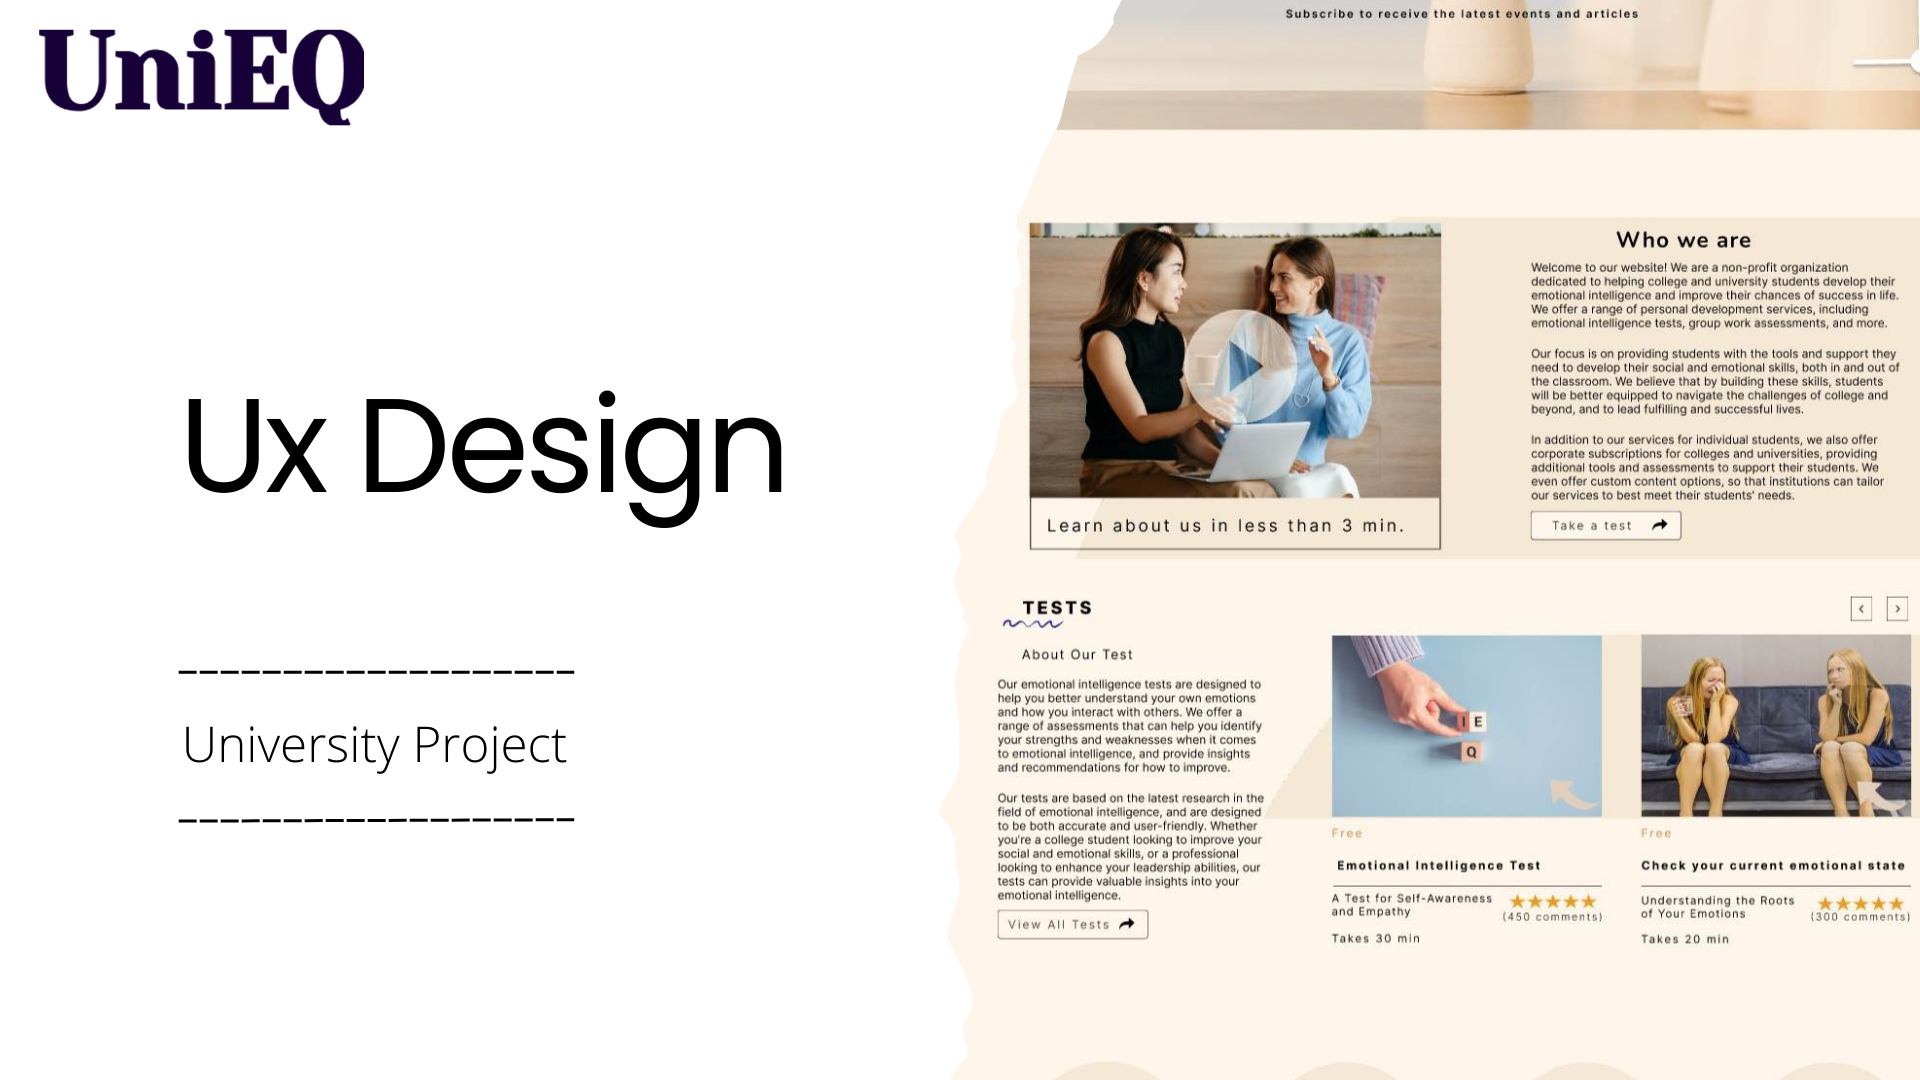 UniEQ
Ux Design
University Project
Subscribe to receive the latest events and articles
Who we are
Welcome to our website! We are a non-profit organization
dedicated to helping college and university students develop their
emotional intelligence and improve their chances of success in life.
We offer a range of personal development services, including
emotional intelligence tests, group work assessments, and more.
Our focus is on providing students with the tools and support they
need to develop their social and emotional skills, both in and out of
the classroom. We believe that by building these skills, students
will be better equipped to navigate the challenges of college and
beyond, and to lead fulfilling and successful lives.
In addition to our services for individual students, we also offer
corporate subscriptions for colleges and universities, providing
additional tools and assessments to support their students. We
even offer custom content options, so that institutions can tailor
our services to best meet their students' needs.
Take a test
Learn about us in less than 3 min.
TESTS
About Our Test
Our emotional intelligence tests are designed to
help you better understand your own emotions
and how you interact with others. We offer a
range of assessments that can help you identify
your strengths and weaknesses when it comes
to emotional intelligence, and provide insights
and recommendations for how to improve.
Our tests are based on the latest research in the
field of emotional intelligence, and are designed
to be both accurate and user-friendly. Whether
you're a college student looking to improve your
social and emotional skills, or a professional
looking to enhance your leadership abilities, our
tests can provide valuable insights into your
emotional intelligence.
View All Tests
I E
Q
Free
Emotional Intelligence Test
A Test for Self-Awareness
and Empathy
(450 comments)
Takes 30 min
Free
Check your current emotional state
Understanding the Roots
of Your Emotions
(300 comments)
Takes 20 min